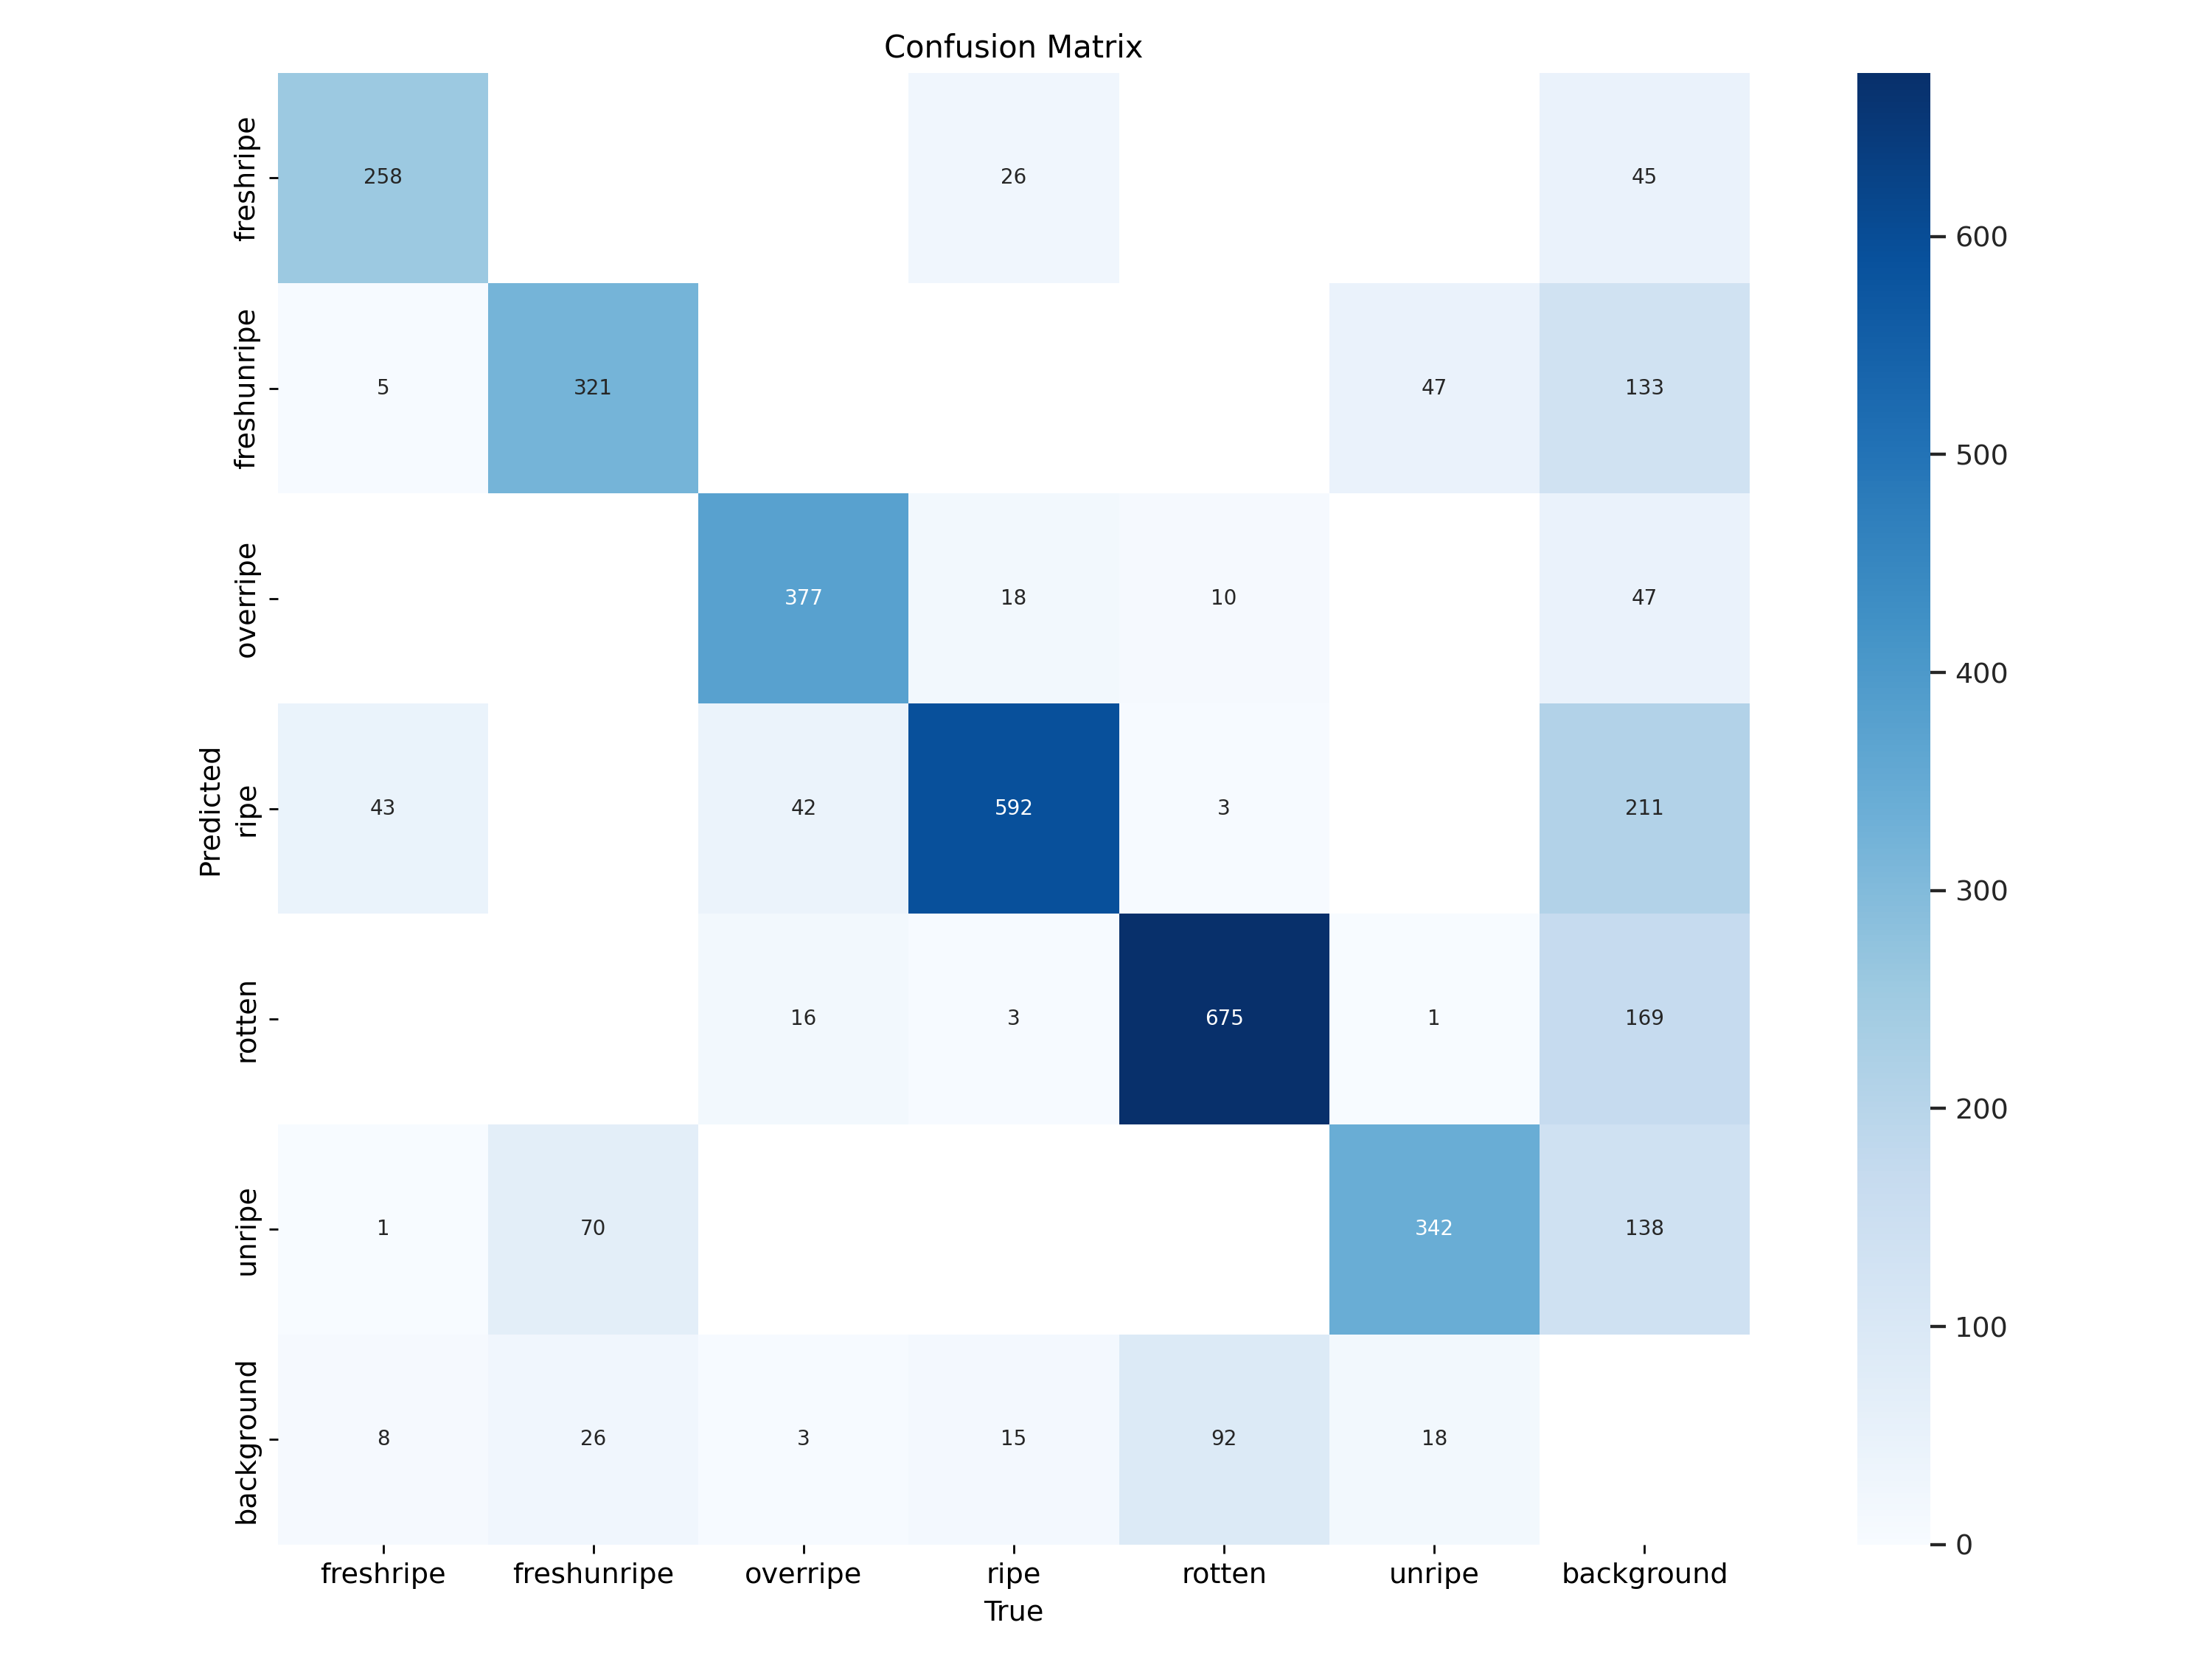 Confusion Matrix
freshripe 258 26 45
freshunripe 5 321 47 133
overripe 377 18 10 47
ripe 43 42 592 3 211
rotten 16 3 675 1 169
unripe 1 70 342 138
background 8 26 3 15 92 18
Predicted
freshripe freshunripe overripe ripe rotten unripe background
True
600
500
400
300
200
100
0